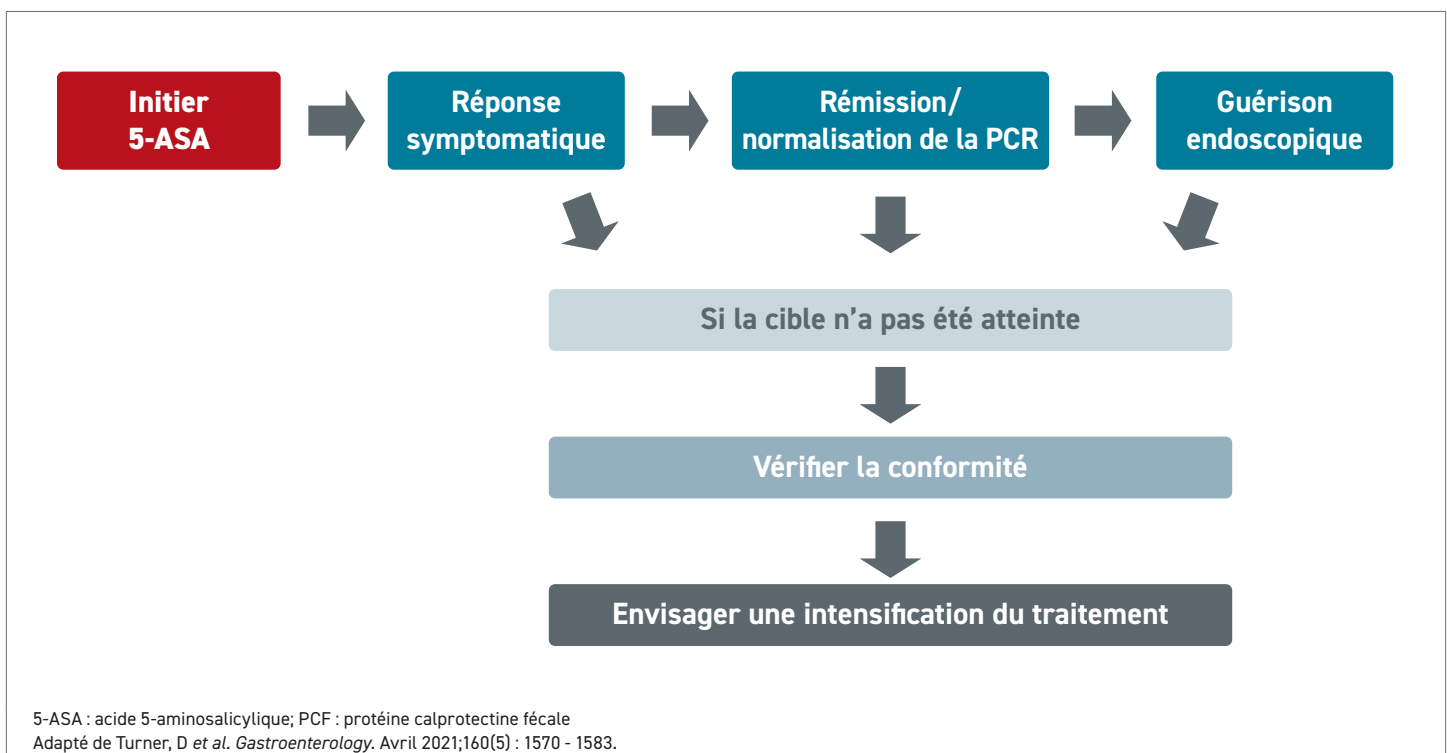 Initier
5-ASA
Réponse
symptomatique
Rémission/
normalisation de la PCR
Guérison
endoscopique
Si la cible n’a pas été atteinte
Vérifier la conformité
Envisager une intensification du traitement
5-ASA : acide 5-aminosalicylique; PCF : protéine calprotectine fécale
Adapté de Turner, D et al. Gastroenterology. Avril 2021;160(5) : 1570 - 1583.